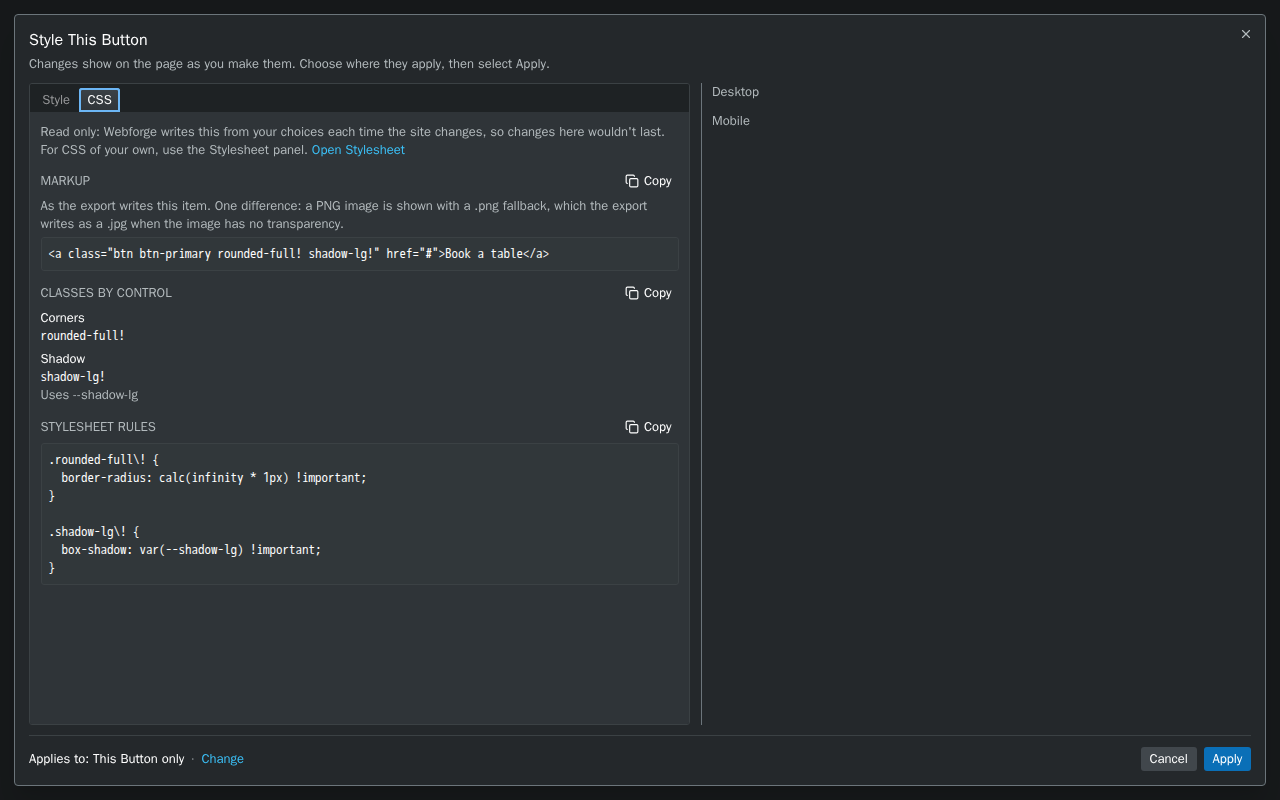 Style This Button
Changes show on the page as you make them. Choose where they apply, then select Apply.
Style
CSS
Read only: Webforge writes this from your choices each time the site changes, so changes here wouldn't last.
For CSS of your own, use the Stylesheet panel. Open Stylesheet
MARKUP
Copy
As the export writes this item. One difference: a PNG image is shown with a .png fallback, which the export
writes as a .jpg when the image has no transparency.
<a class="btn btn-primary rounded-full! shadow-lg!" href="#">Book a table</a>
CLASSES BY CONTROL
Copy
Corners
rounded-full!
Shadow
shadow-lg!
Uses --shadow-lg
STYLESHEET RULES
Copy
.rounded-full\! {
  border-radius: calc(infinity * 1px) !important;
}
.shadow-lg\! {
  box-shadow: var(--shadow-lg) !important;
}
Desktop
Mobile
Applies to: This Button only · Change
Cancel
Apply